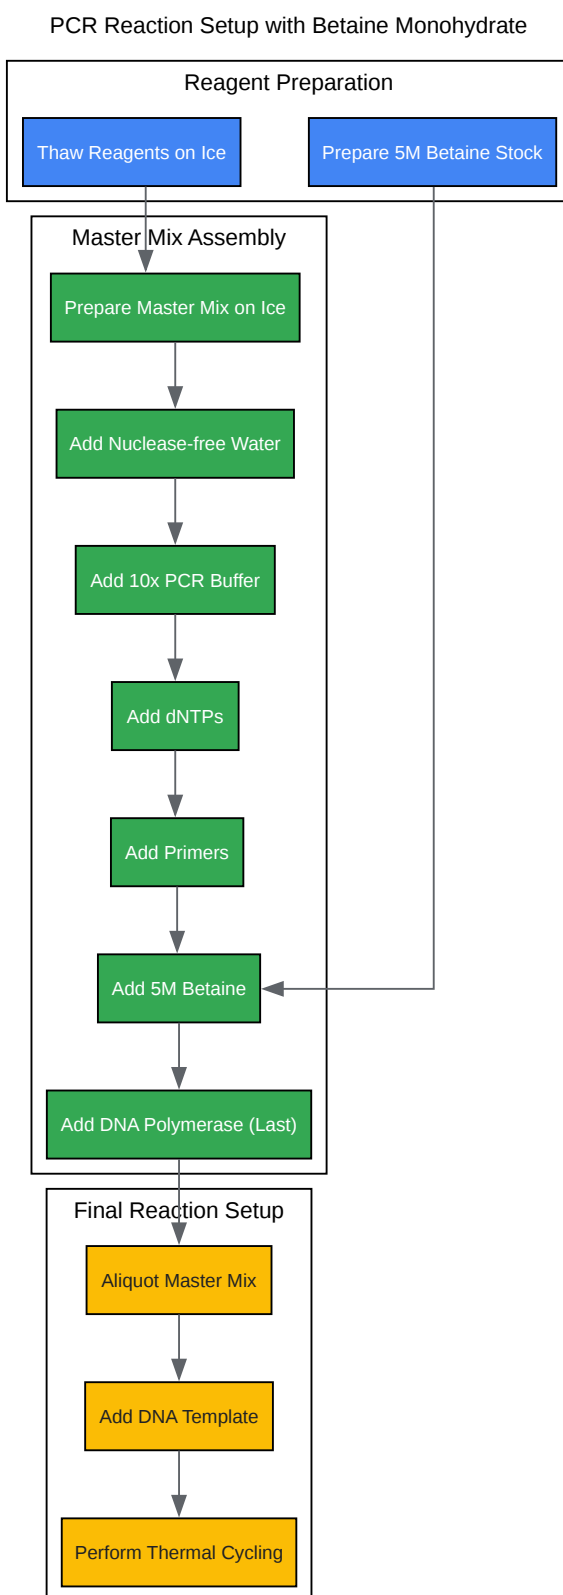 PCR Reaction Setup with Betaine Monohydrate
Reagent Preparation
Thaw Reagents on Ice
Prepare 5M Betaine Stock
Master Mix Assembly
Prepare Master Mix on Ice
Add Nuclease-free Water
Add 10x PCR Buffer
Add dNTPs
Add Primers
Add 5M Betaine
Add DNA Polymerase (Last)
Final Reaction Setup
Aliquot Master Mix
Add DNA Template
Perform Thermal Cycling